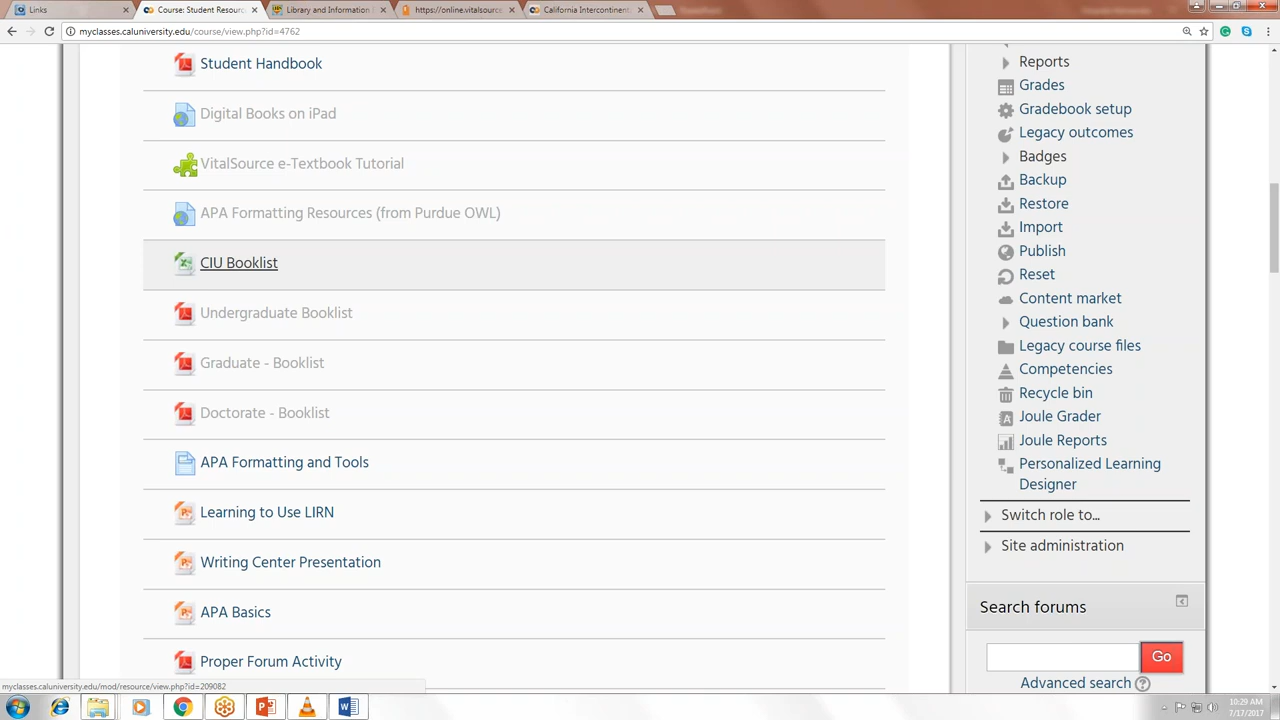 Links
Course: Student Resourc
Library and Information
https://online.vitalsource
California Intercontinent
myclasses.caluniversity.edu/course/view.php?id=4762
Student Handbook
Digital Books on iPad
VitalSource e-Textbook Tutorial
APA Formatting Resources (from Purdue OWL)
CIU Booklist
Undergraduate Booklist
Graduate - Booklist
Doctorate - Booklist
APA Formatting and Tools
Learning to Use LIRN
Writing Center Presentation
APA Basics
Proper Forum Activity
Reports
Grades
Gradebook setup
Legacy outcomes
Badges
Backup
Restore
Import
Publish
Reset
Content market
Question bank
Legacy course files
Competencies
Recycle bin
Joule Grader
Joule Reports
Personalized Learning
Designer
Switch role to...
Site administration
Search forums
Go
Advanced search
myclasses.caluniversity.edu/mod/resource/view.php?id=209082
10:29 AM
7/17/2017